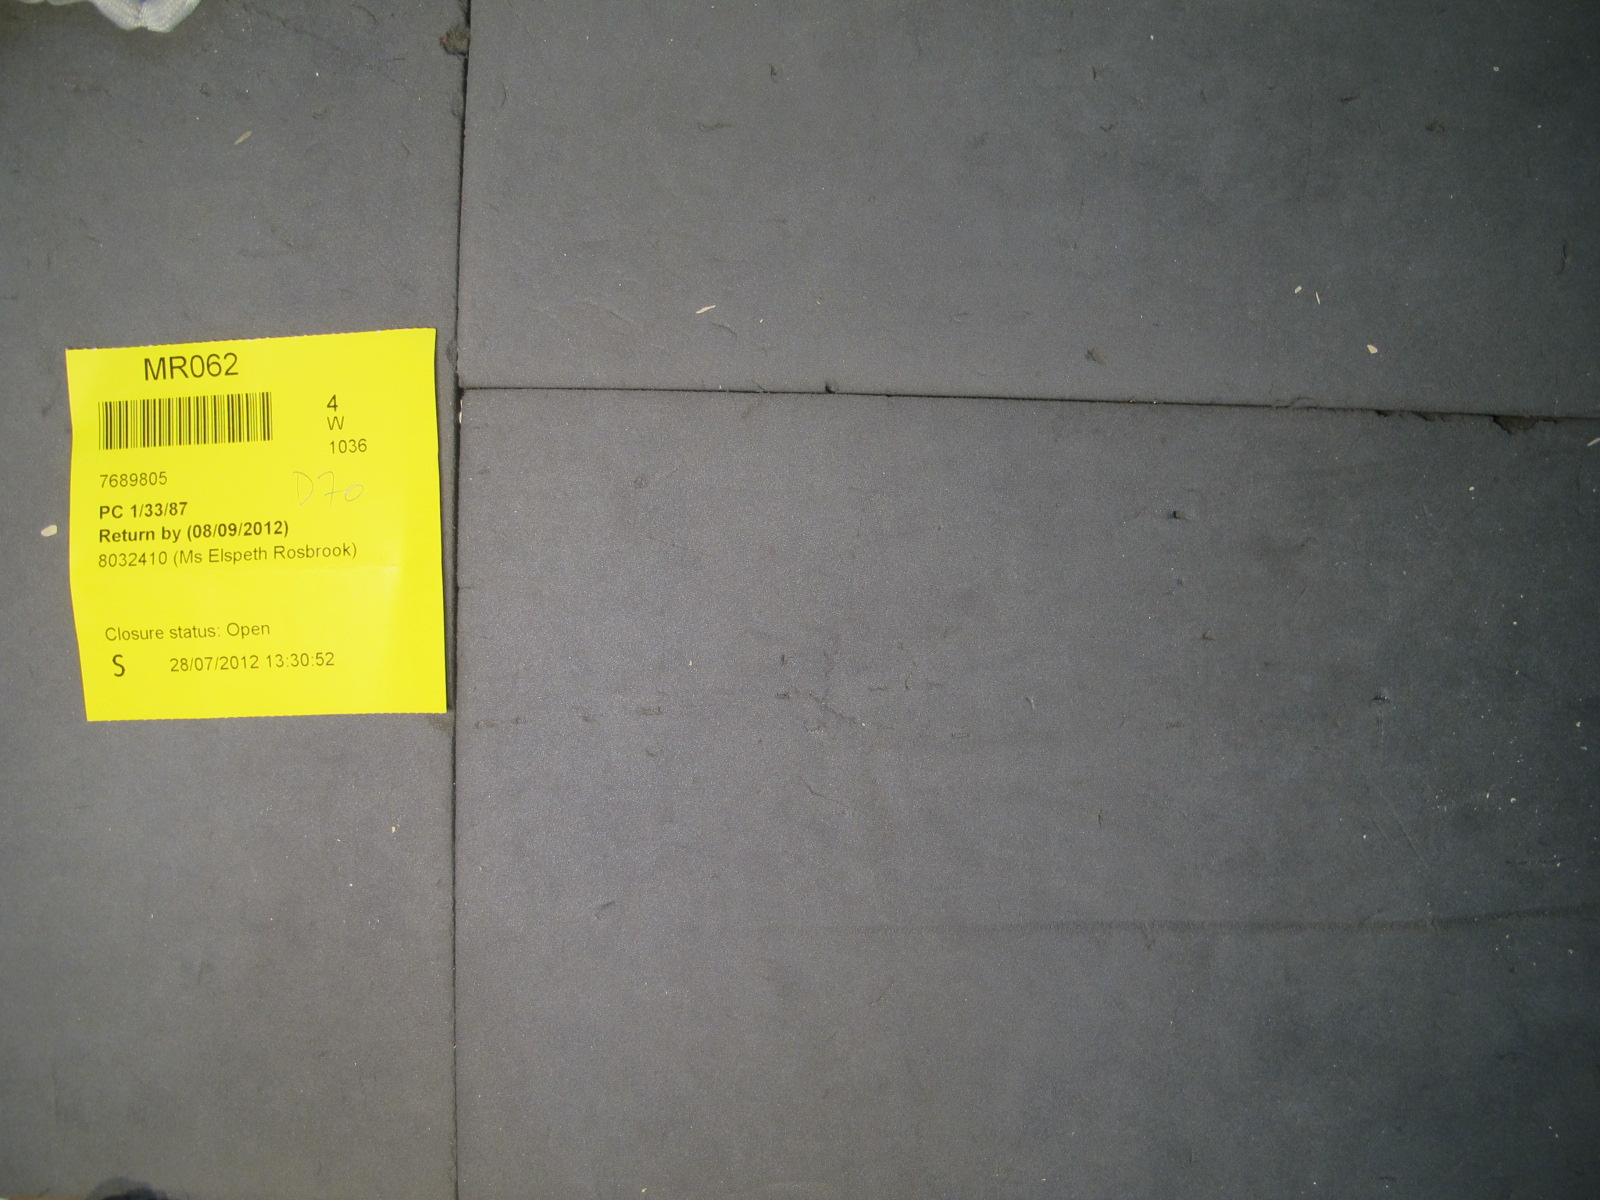 MR062
4
W
1036
7689805
D70
PC 1/33/87
Return by (08/09/2012)
8032410 (Ms Elspeth Rosbrook)
Closure status: Open
S 28/07/2012 13:30:52